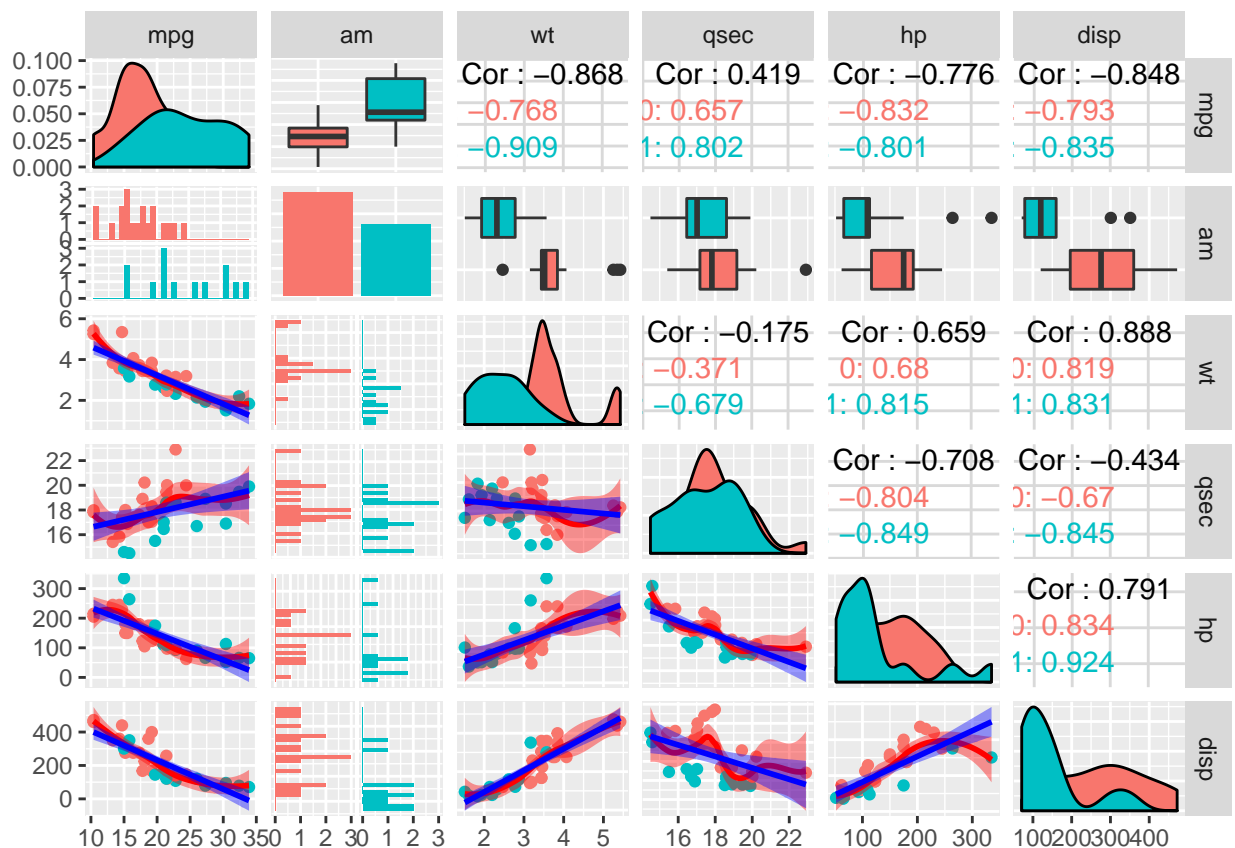 mpg am wt qsec hp disp
0.100
0.075
0.050
0.025
0.000
Cor : −0.868
−0.768
−0.909
Cor : 0.419
0: 0.657
1: 0.802
Cor : −0.776
−0.832
−0.801
Cor : −0.848
−0.793
−0.835
mpg
3
2
1
0
3
2
1
0
am
6
4
2
Cor : −0.175
−0.371
−0.679
Cor : 0.659
0: 0.68
1: 0.815
Cor : 0.888
0: 0.819
1: 0.831
wt
22
20
18
16
Cor : −0.708
−0.804
−0.849
Cor : −0.434
0: −0.67
−0.845
qsec
300
200
100
0
Cor : 0.791
0: 0.834
1: 0.924
hp
400
200
0
disp
10 15 20 25 30 35 0 1 2 3 0 1 2 3 2 3 4 5 16 18 20 22 100 200 300 100 200 300 400